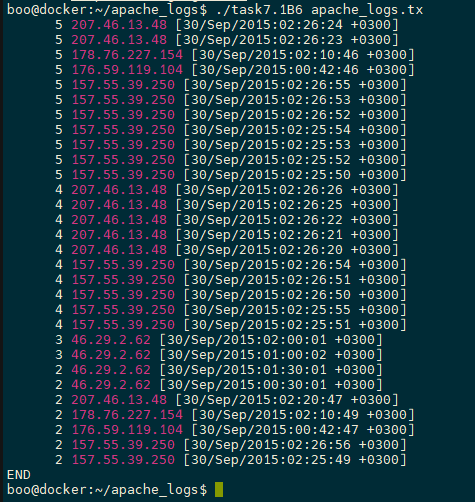 boo@docker:~/apache_logs$ ./task7.1B6 apache_logs.tx
5 207.46.13.48 [30/Sep/2015:02:26:24 +0300]
5 207.46.13.48 [30/Sep/2015:02:26:23 +0300]
5 178.76.227.154 [30/Sep/2015:02:10:46 +0300]
5 176.59.119.104 [30/Sep/2015:00:42:46 +0300]
5 157.55.39.250 [30/Sep/2015:02:26:55 +0300]
5 157.55.39.250 [30/Sep/2015:02:26:53 +0300]
5 157.55.39.250 [30/Sep/2015:02:26:52 +0300]
5 157.55.39.250 [30/Sep/2015:02:25:54 +0300]
5 157.55.39.250 [30/Sep/2015:02:25:53 +0300]
5 157.55.39.250 [30/Sep/2015:02:25:52 +0300]
5 157.55.39.250 [30/Sep/2015:02:25:50 +0300]
4 207.46.13.48 [30/Sep/2015:02:26:26 +0300]
4 207.46.13.48 [30/Sep/2015:02:26:25 +0300]
4 207.46.13.48 [30/Sep/2015:02:26:22 +0300]
4 207.46.13.48 [30/Sep/2015:02:26:21 +0300]
4 207.46.13.48 [30/Sep/2015:02:26:20 +0300]
4 157.55.39.250 [30/Sep/2015:02:26:54 +0300]
4 157.55.39.250 [30/Sep/2015:02:26:51 +0300]
4 157.55.39.250 [30/Sep/2015:02:26:50 +0300]
4 157.55.39.250 [30/Sep/2015:02:25:55 +0300]
4 157.55.39.250 [30/Sep/2015:02:25:51 +0300]
3 46.29.2.62 [30/Sep/2015:02:00:01 +0300]
3 46.29.2.62 [30/Sep/2015:01:00:02 +0300]
2 46.29.2.62 [30/Sep/2015:01:30:01 +0300]
2 46.29.2.62 [30/Sep/2015:00:30:01 +0300]
2 207.46.13.48 [30/Sep/2015:02:20:47 +0300]
2 178.76.227.154 [30/Sep/2015:02:10:49 +0300]
2 176.59.119.104 [30/Sep/2015:00:42:47 +0300]
2 157.55.39.250 [30/Sep/2015:02:26:56 +0300]
2 157.55.39.250 [30/Sep/2015:02:25:49 +0300]
END
boo@docker:~/apache_logs$